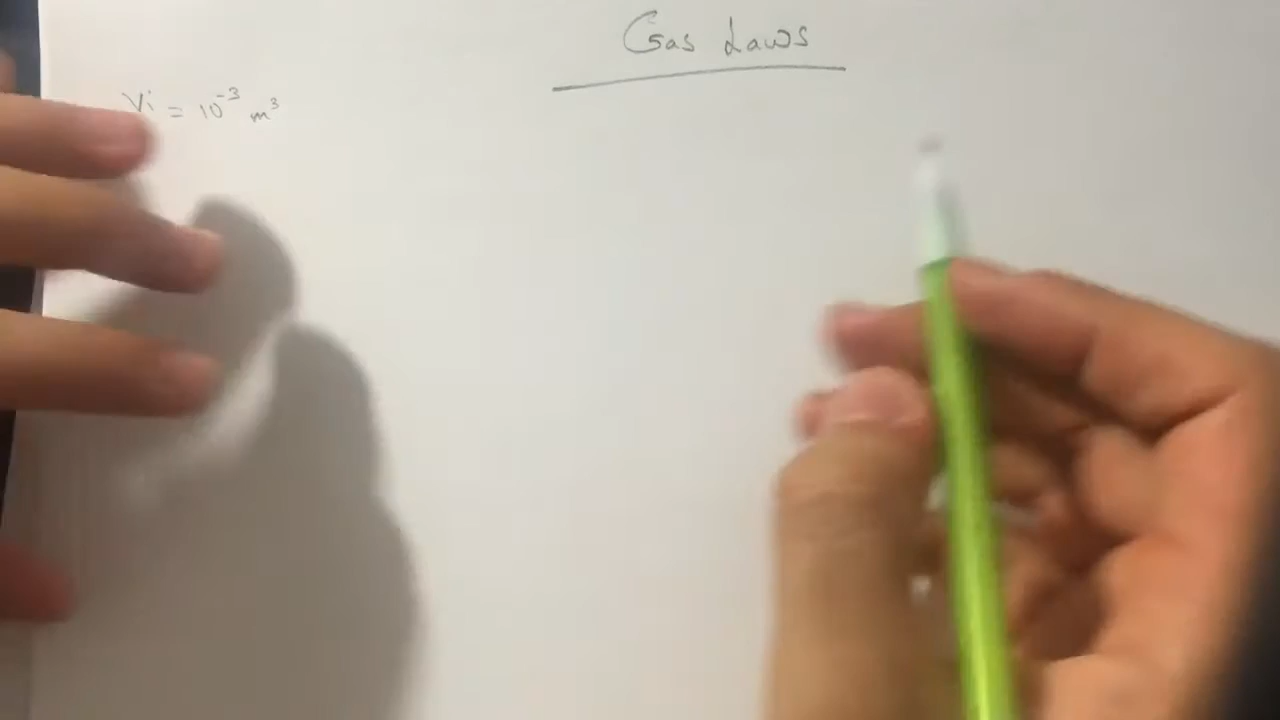 Gas Laws
Vi = 10⁻³ m³